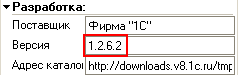 Разработка:
Поставщик Фирма "1С"
Версия 1.2.6.2
Адрес каталог http://downloads.v8.1c.ru/tmp